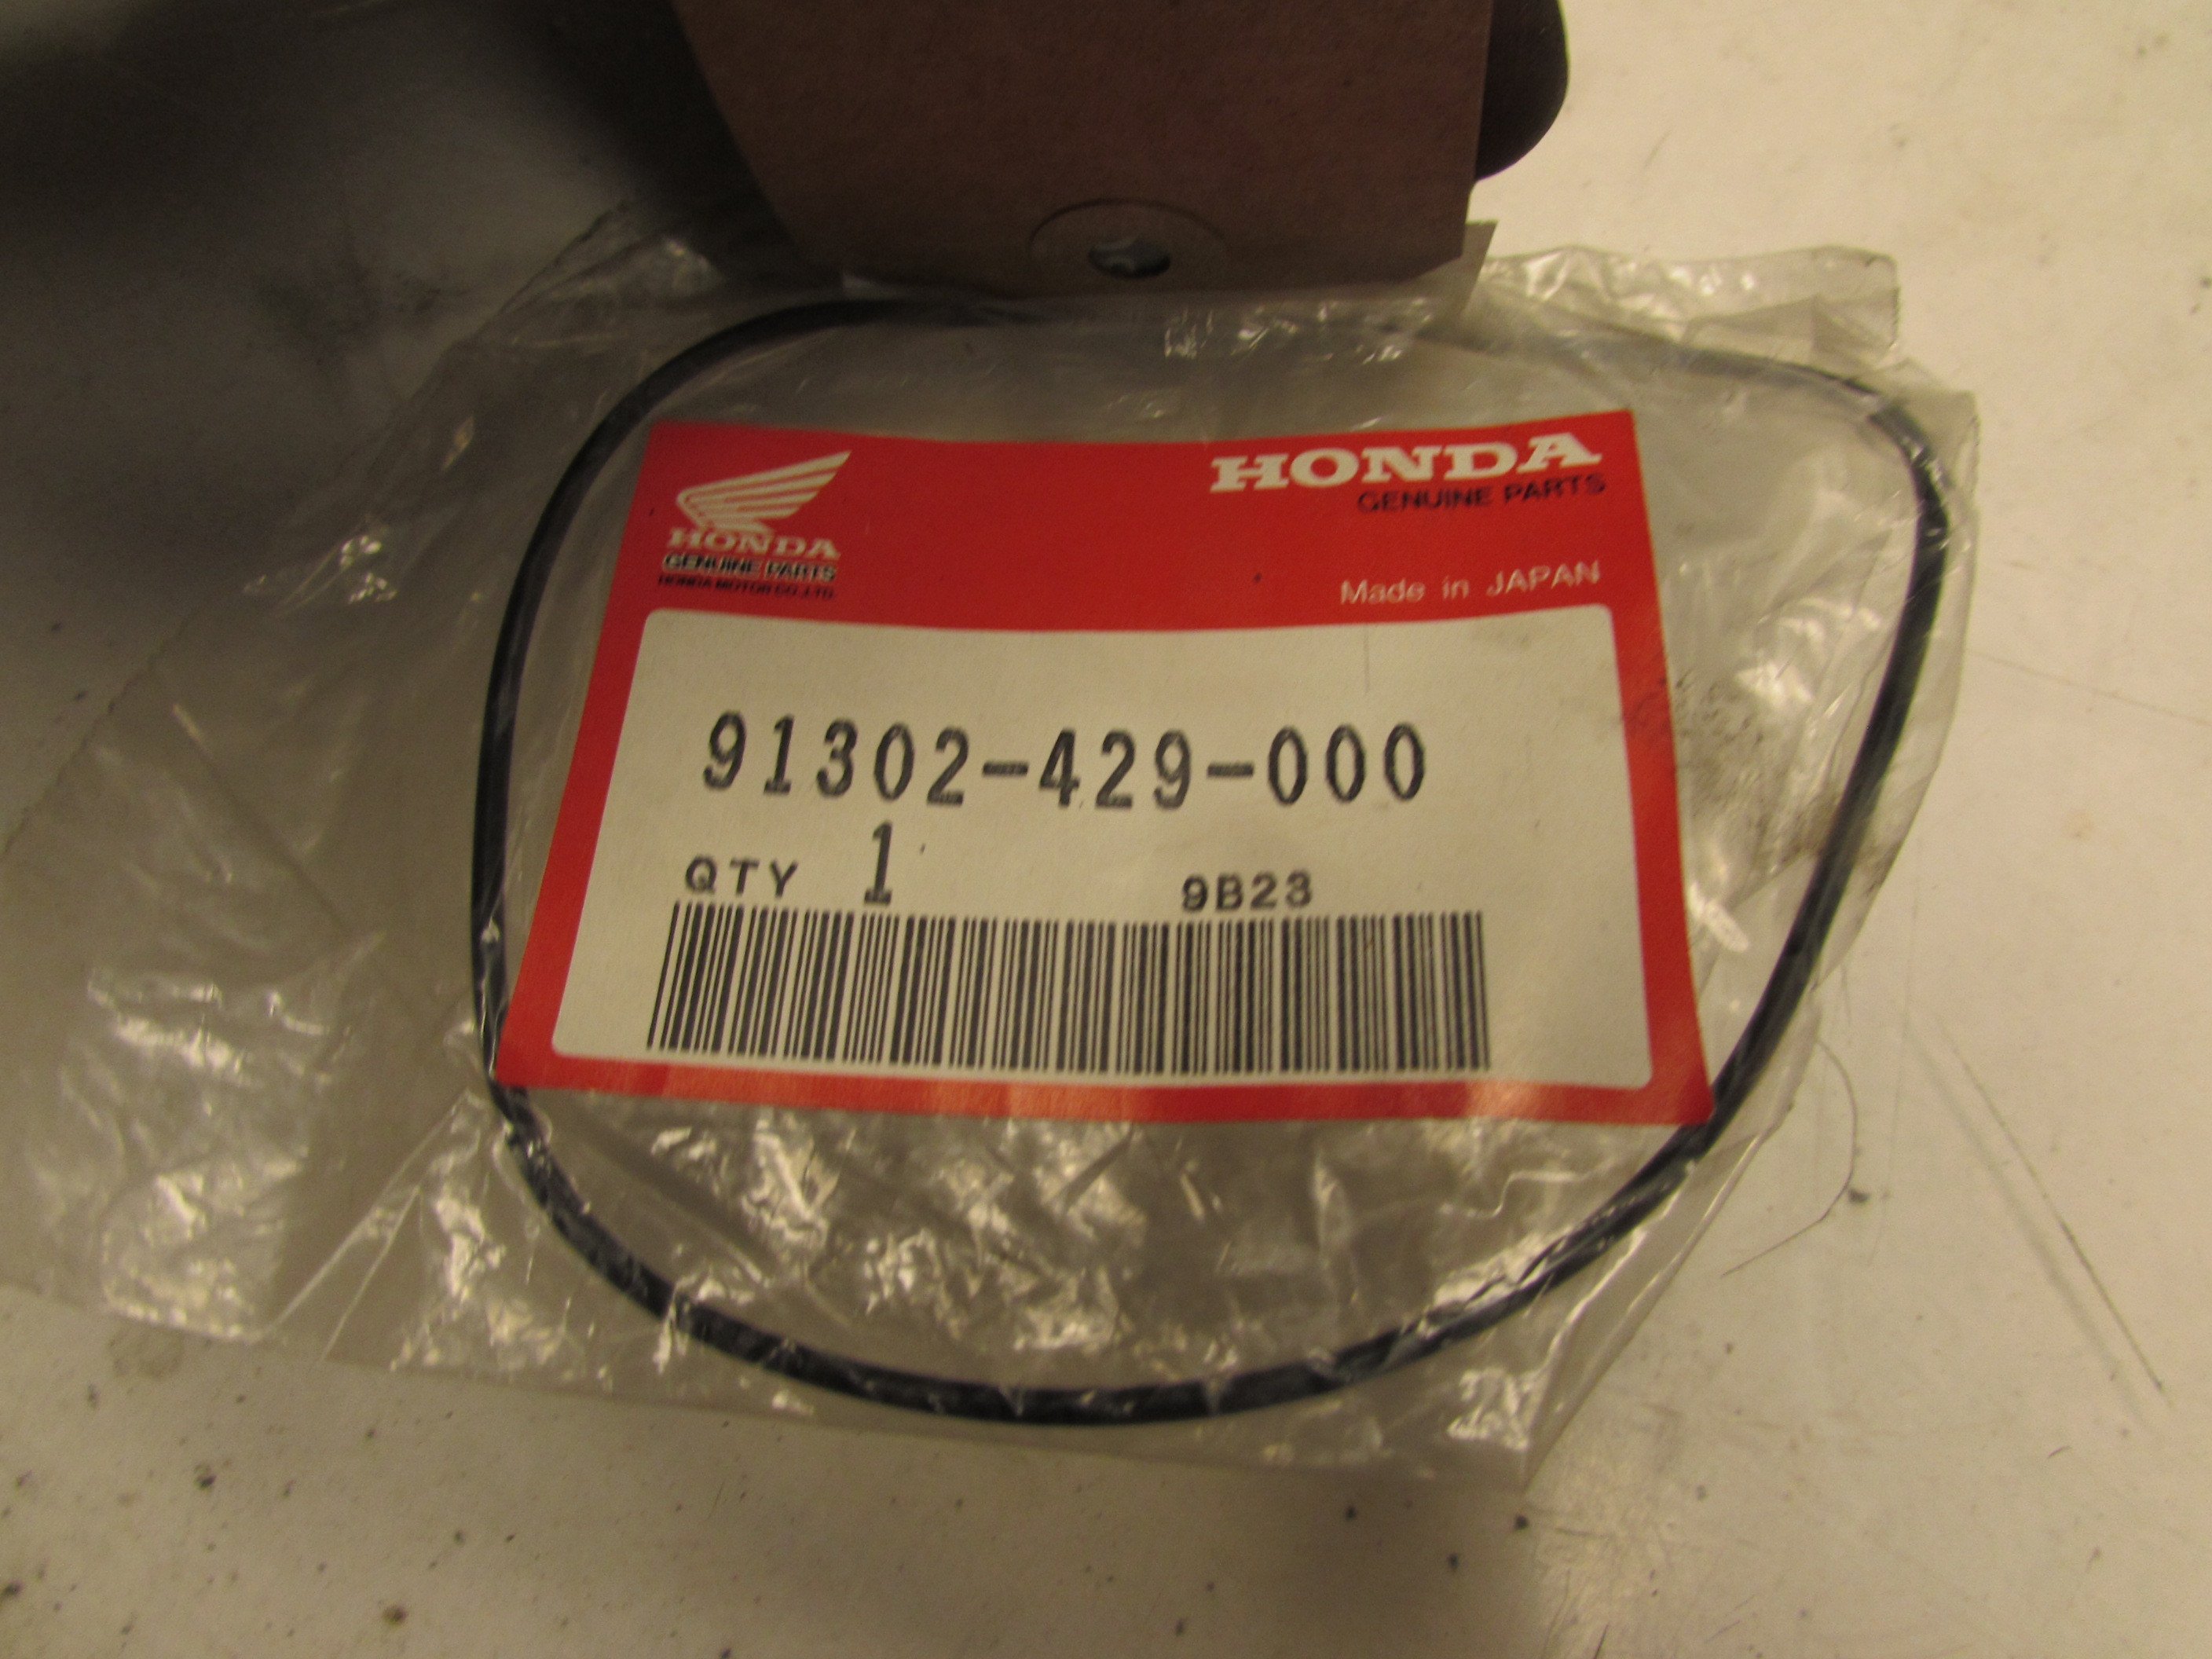 HONDA
GENUINE PARTS
HONDA MOTOR CO.,LTD.
HONDA
GENUINE PARTS
Made in JAPAN
91302-429-000
QTY 1 9B23